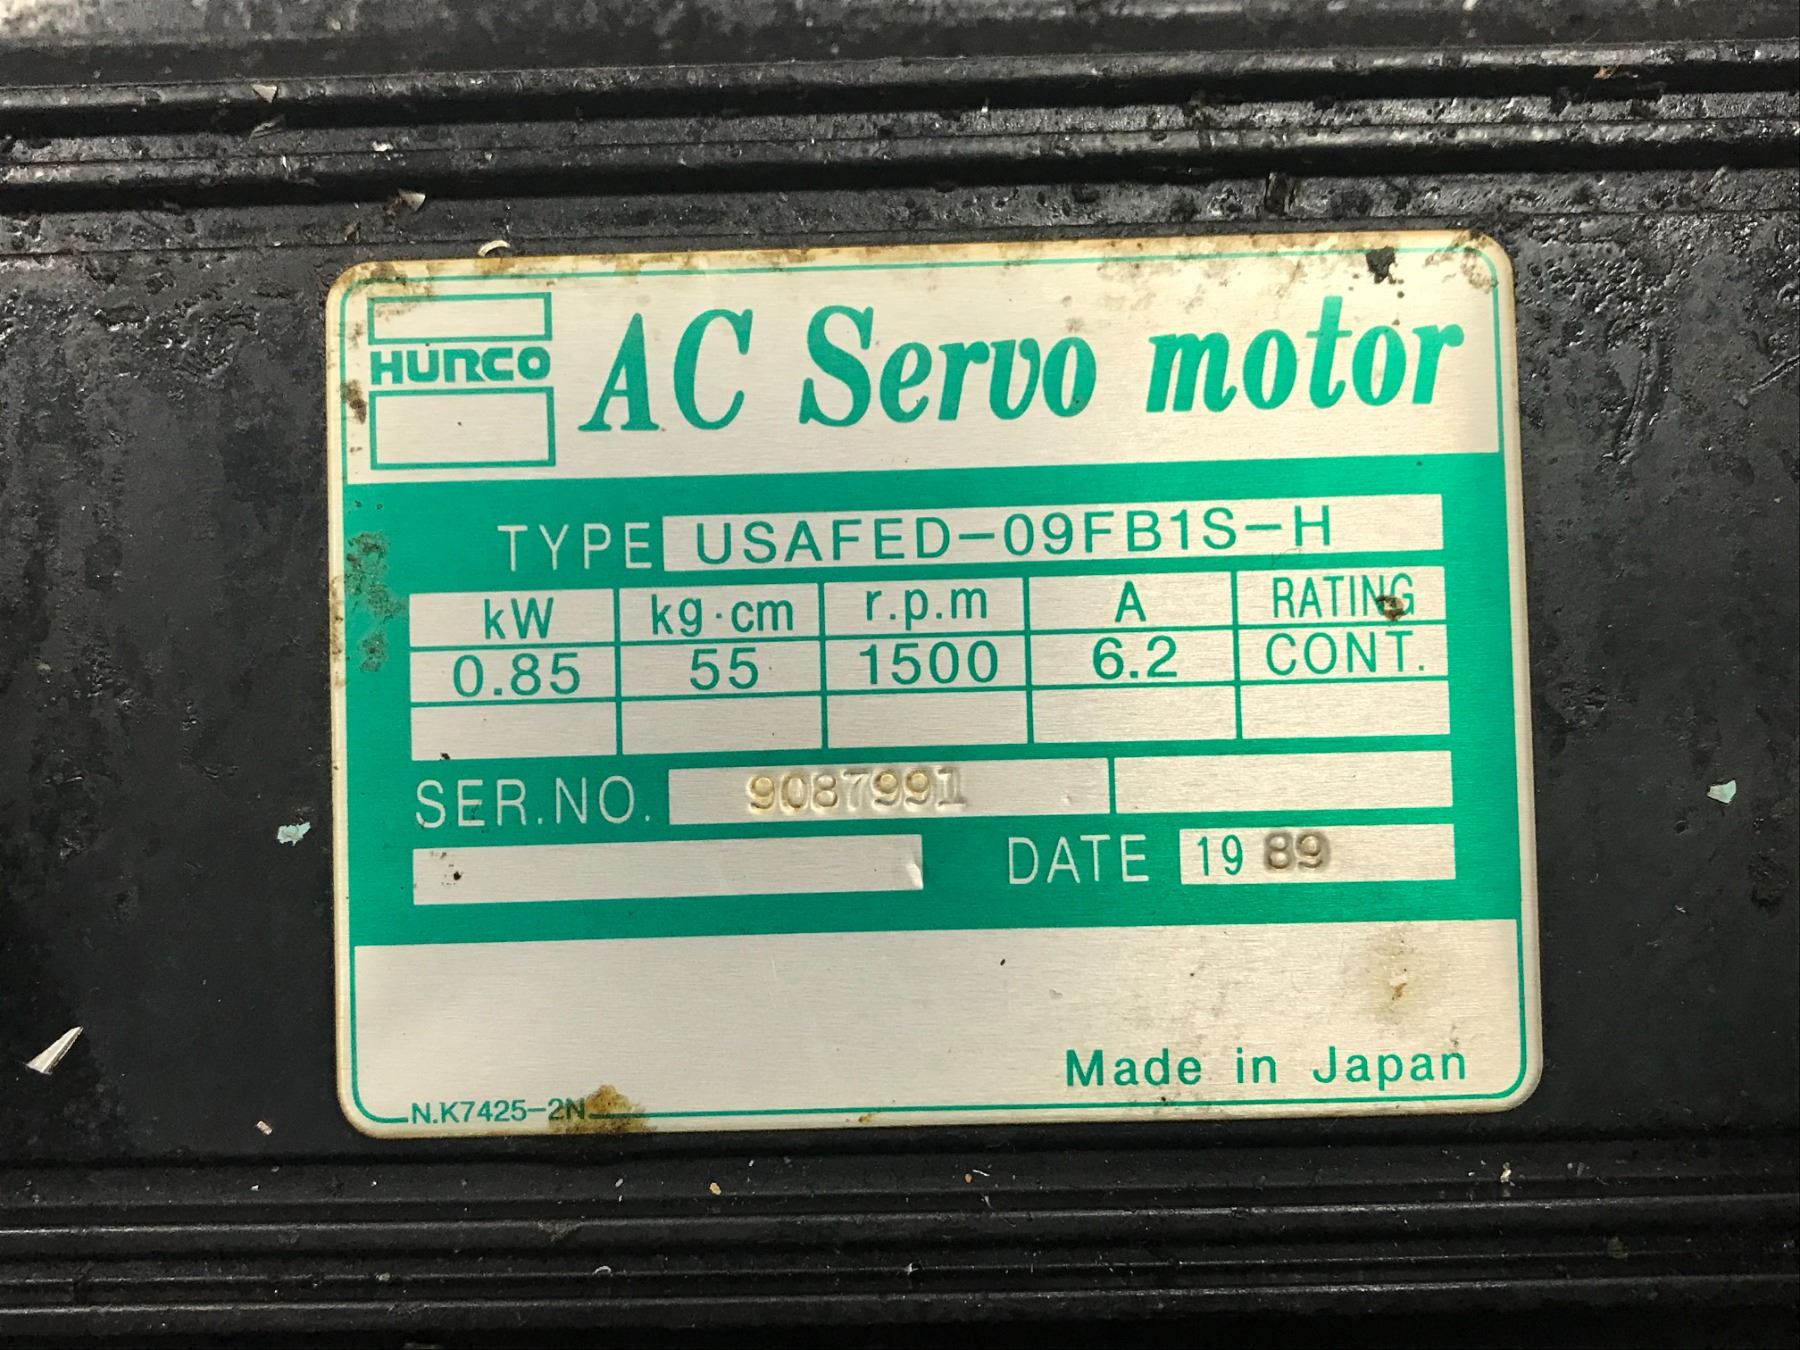 HURCO
AC Servo motor
TYPE USAFED-09FB1S-H
kW kg·cm r.p.m A RATING
0.85 55 1500 6.2 CONT.
SER.NO. 9087991
DATE 19 89
Made in Japan
N.K7425-2N